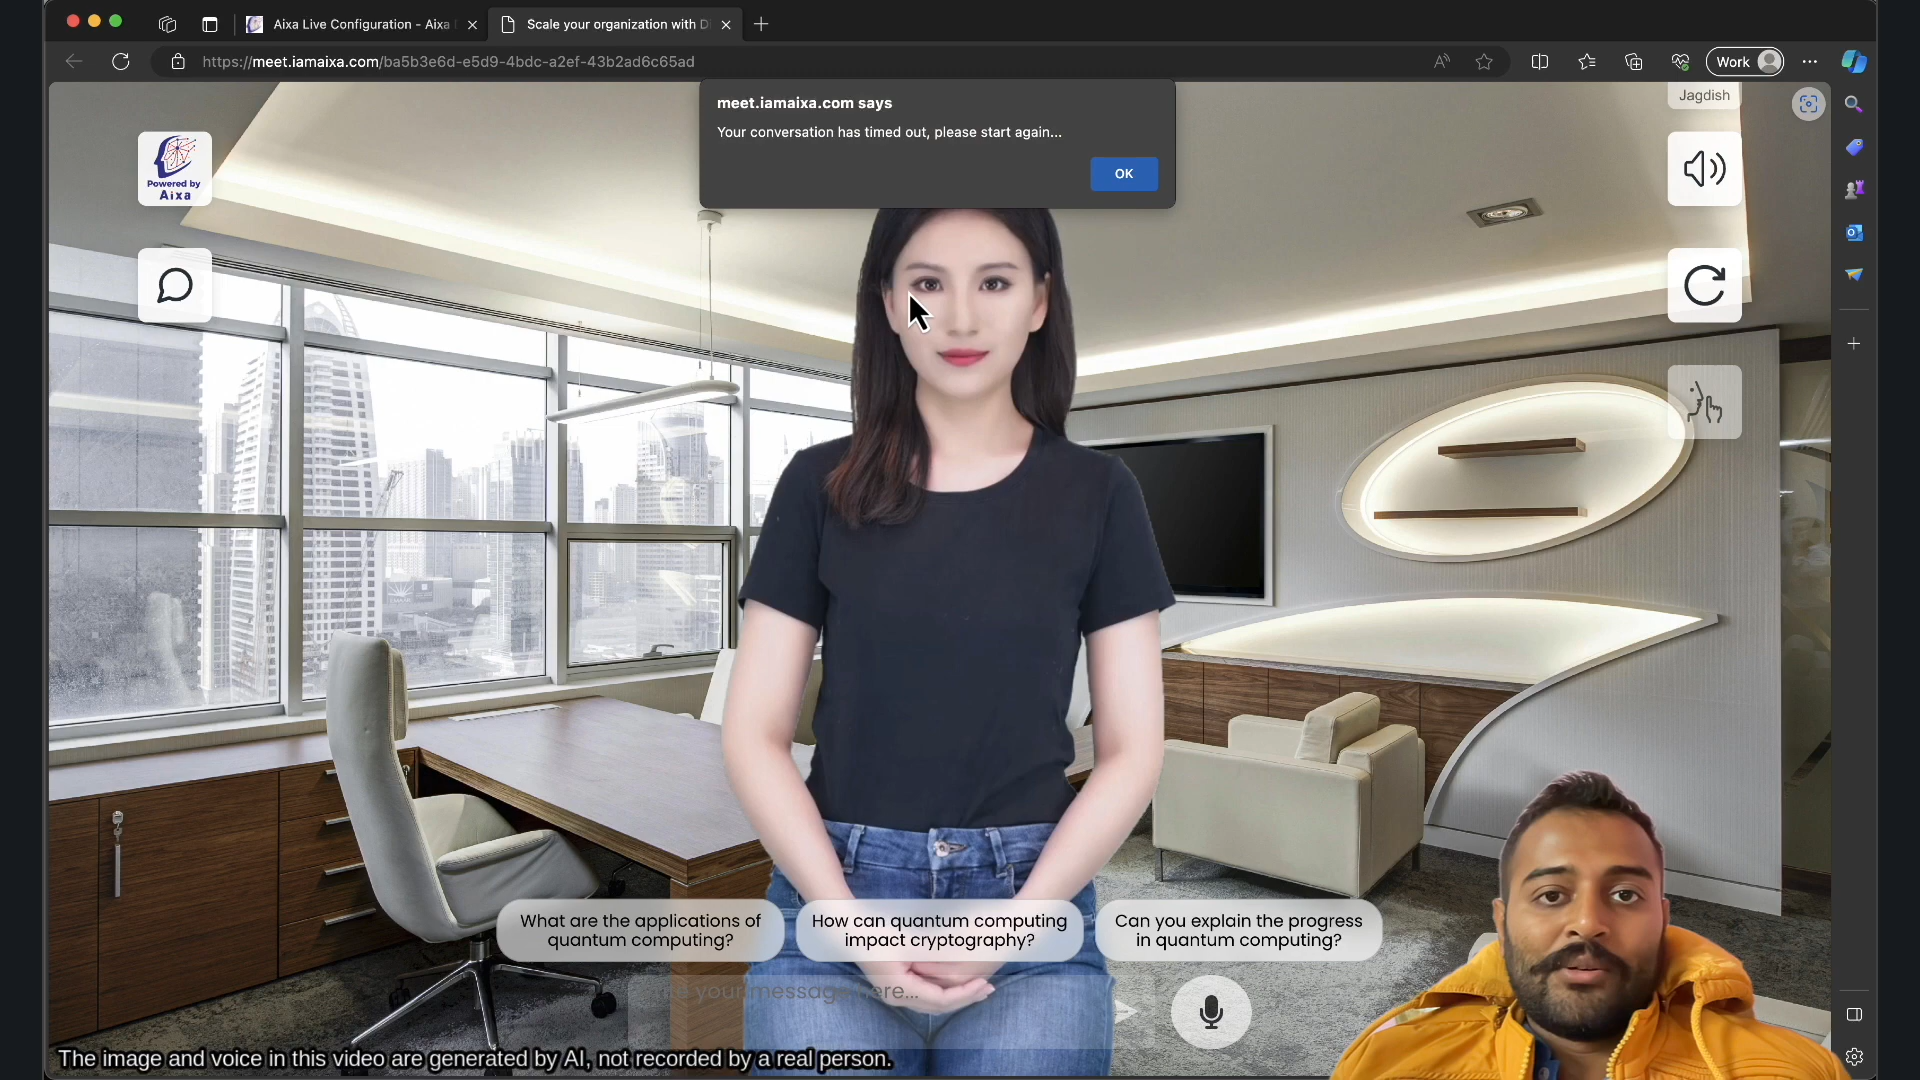 Aixa Live Configuration - Aixa
Scale your organization with D
https://meet.iamaixa.com/ba5b3e6d-e5d9-4bdc-a2ef-43b2ad6c65ad
Work
meet.iamaixa.com says
Your conversation has timed out, please start again...
OK
Jagdish
Powered by
Aixa
What are the applications of
quantum computing?
How can quantum computing
impact cryptography?
Can you explain the progress
in quantum computing?
your message here...
The image and voice in this video are generated by AI, not recorded by a real person.